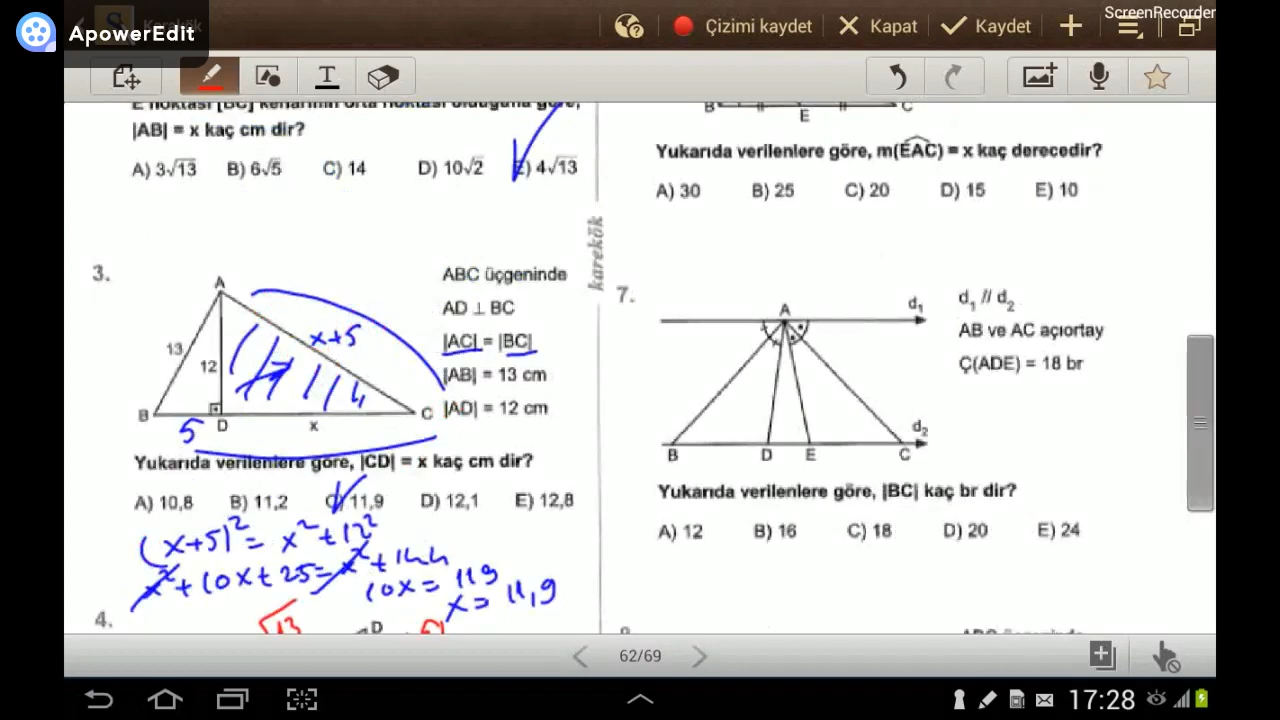 ScreenRecorder
ApowerEdit
Çizimi kaydet
Kapat
Kaydet
|AB| = x kaç cm dir?
A) 3√13 B) 6√5 C) 14 D) 10√2 E) 4√13
3.
A
13
12
x+5
B
5
D
x
C
ABC üçgeninde
AD ⊥ BC
|AC| = |BC|
|AB| = 13 cm
|AD| = 12 cm
Yukarıda verilenlere göre, |CD| = x kaç cm dir?
A) 10,8 B) 11,2 C) 11,9 D) 12,1 E) 12,8
(x+5)² = x² + 12²
x² + 10x + 25 = x² + 144
10x = 119
x = 11,9
4.
√13
D
karekök
B
E
C
Yukarıda verilenlere göre, m(EAC) = x kaç derecedir?
A) 30 B) 25 C) 20 D) 15 E) 10
7.
A
d₁
B
D
E
C
d₂
d₁ // d₂
AB ve AC açıortay
Ç(ADE) = 18 br
Yukarıda verilenlere göre, |BC| kaç br dir?
A) 12 B) 16 C) 18 D) 20 E) 24
62/69
17:28